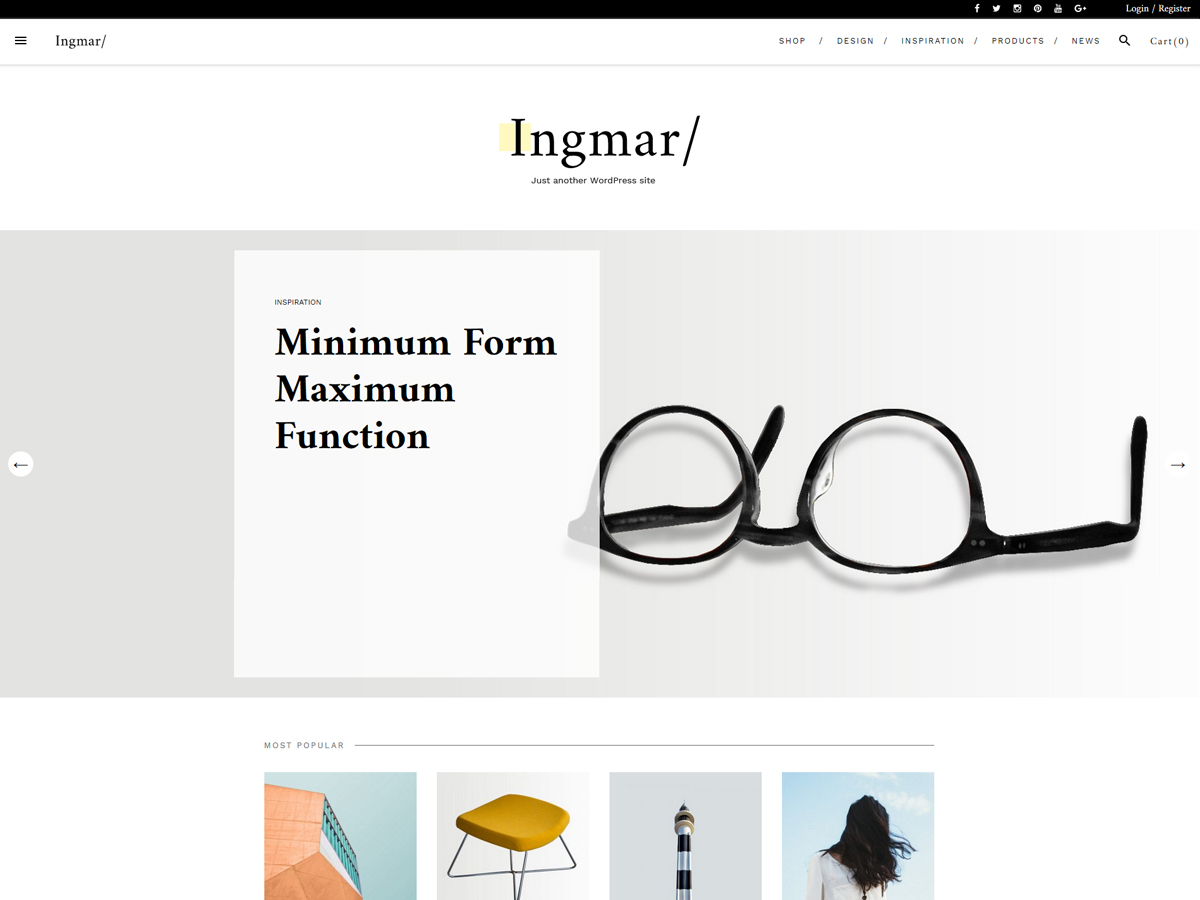 Login / Register
Ingmar/
SHOP / DESIGN / INSPIRATION / PRODUCTS / NEWS
Cart(0)
Ingmar/
Just another WordPress site
INSPIRATION
Minimum Form
Maximum
Function
MOST POPULAR